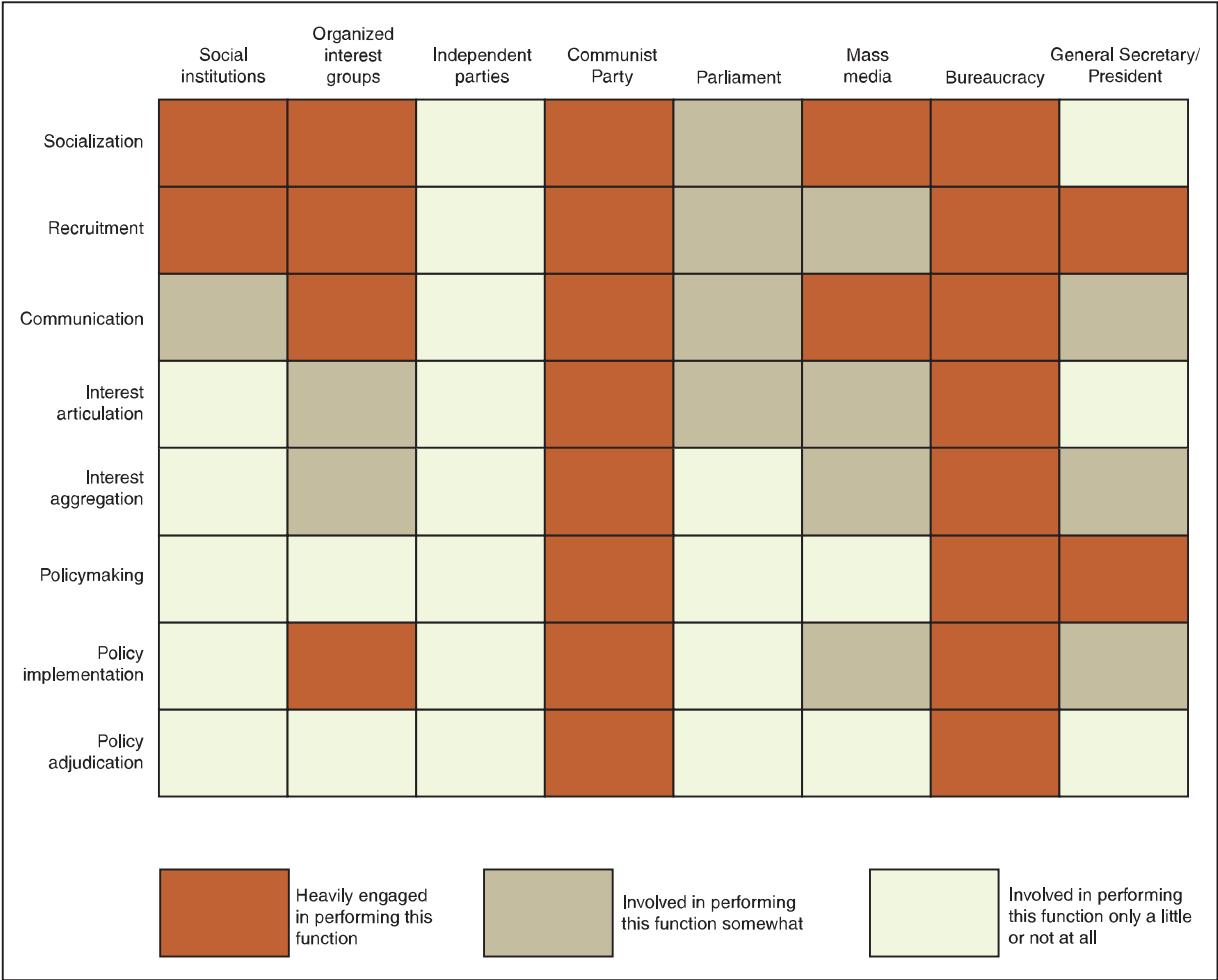 Social
institutions
Organized
interest
groups
Independent
parties
Communist
Party
Parliament
Mass
media
Bureaucracy
General Secretary/
President
Socialization
Recruitment
Communication
Interest
articulation
Interest
aggregation
Policymaking
Policy
implementation
Policy
adjudication
Heavily engaged
in performing this
function
Involved in performing
this function somewhat
Involved in performing
this function only a little
or not at all